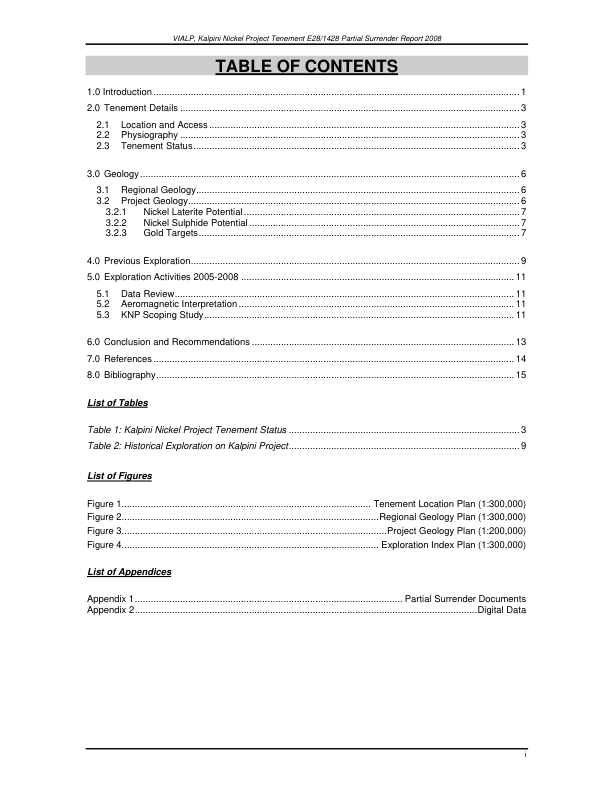 VIALP, Kalpini Nickel Project Tenement E28/1428 Partial Surrender Report 2008
TABLE OF CONTENTS
1.0 Introduction ... 1
2.0 Tenement Details ... 3
2.1 Location and Access ... 3
2.2 Physiography ... 3
2.3 Tenement Status ... 3
3.0 Geology ... 6
3.1 Regional Geology ... 6
3.2 Project Geology ... 6
3.2.1 Nickel Laterite Potential ... 7
3.2.2 Nickel Sulphide Potential ... 7
3.2.3 Gold Targets ... 7
4.0 Previous Exploration ... 9
5.0 Exploration Activities 2005-2008 ... 11
5.1 Data Review ... 11
5.2 Aeromagnetic Interpretation ... 11
5.3 KNP Scoping Study ... 11
6.0 Conclusion and Recommendations ... 13
7.0 References ... 14
8.0 Bibliography ... 15
List of Tables
Table 1: Kalpini Nickel Project Tenement Status ... 3
Table 2: Historical Exploration on Kalpini Project ... 9
List of Figures
Figure 1 ... Tenement Location Plan (1:300,000)
Figure 2 ... Regional Geology Plan (1:300,000)
Figure 3 ... Project Geology Plan (1:200,000)
Figure 4 ... Exploration Index Plan (1:300,000)
List of Appendices
Appendix 1 ... Partial Surrender Documents
Appendix 2 ... Digital Data
i